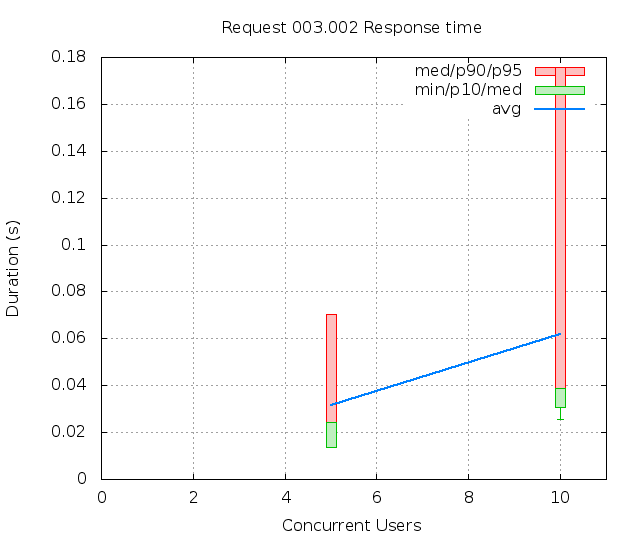 Request 003.002 Response time
0.18
0.16
0.14
0.12
0.1
0.08
0.06
0.04
0.02
0
Duration (s)
med/p90/p95
min/p10/med
avg
0 2 4 6 8 10
Concurrent Users